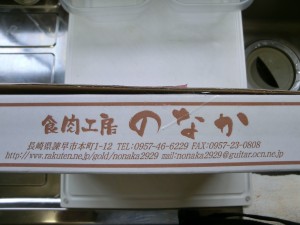 食肉工房 のなか
長崎県諫早市本町1-12 TEL:0957-46-6229 FAX:0957-23-0808
http://www.rakuten.ne.jp/gold/nonaka2929 mail:nonaka2929@guitar.ocn.ne.jp